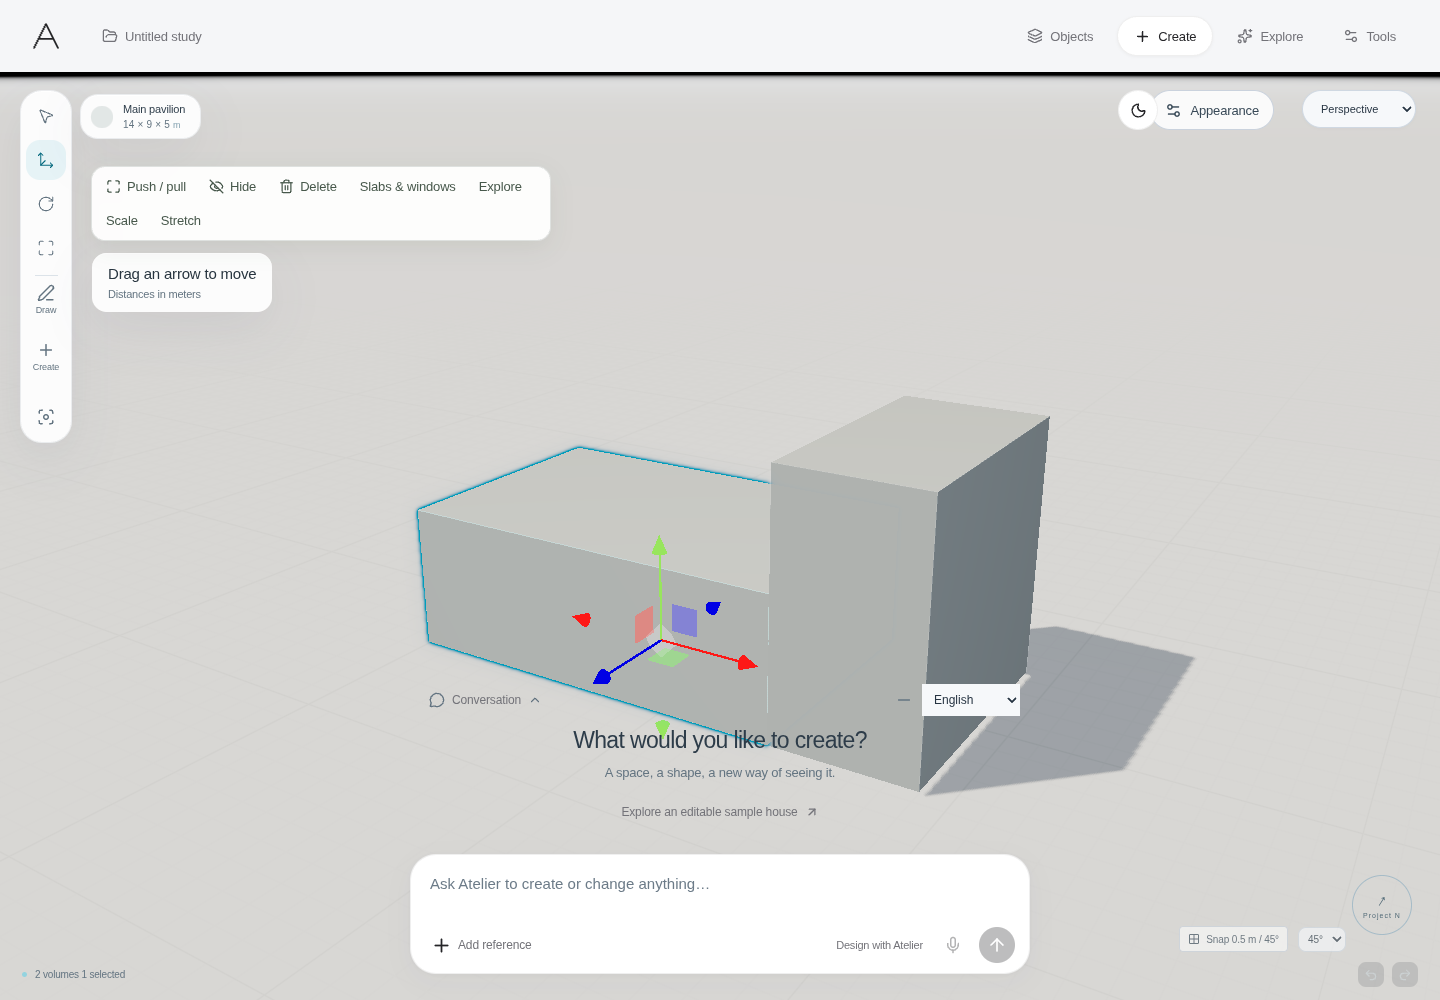 Untitled study
Objects
Create
Explore
Tools
Main pavilion
14 × 9 × 5 m
Appearance
Perspective
Push / pull
Hide
Delete
Slabs & windows
Explore
Scale
Stretch
Drag an arrow to move
Distances in meters
Draw
Create
Conversation
English
What would you like to create?
A space, a shape, a new way of seeing it.
Explore an editable sample house
Ask Atelier to create or change anything…
Add reference
Design with Atelier
Project N
Snap 0.5 m / 45°
45°
2 volumes 1 selected